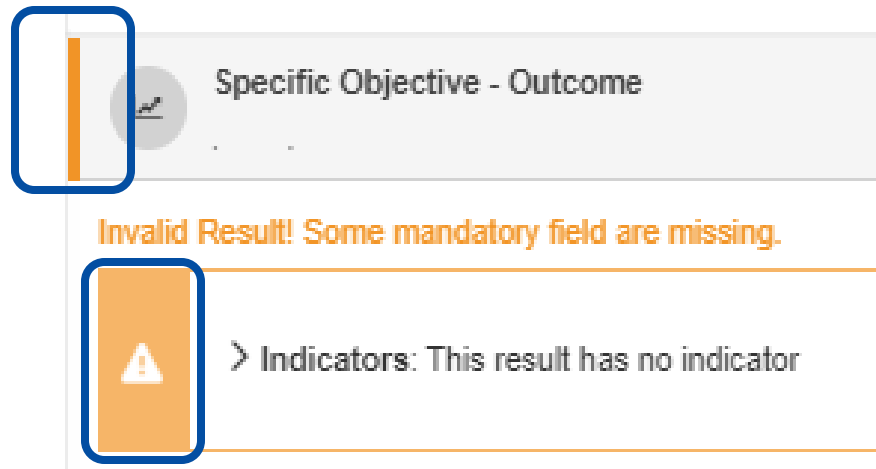 Specific Objective - Outcome
Invalid Result! Some mandatory field are missing.
Indicators: This result has no indicator